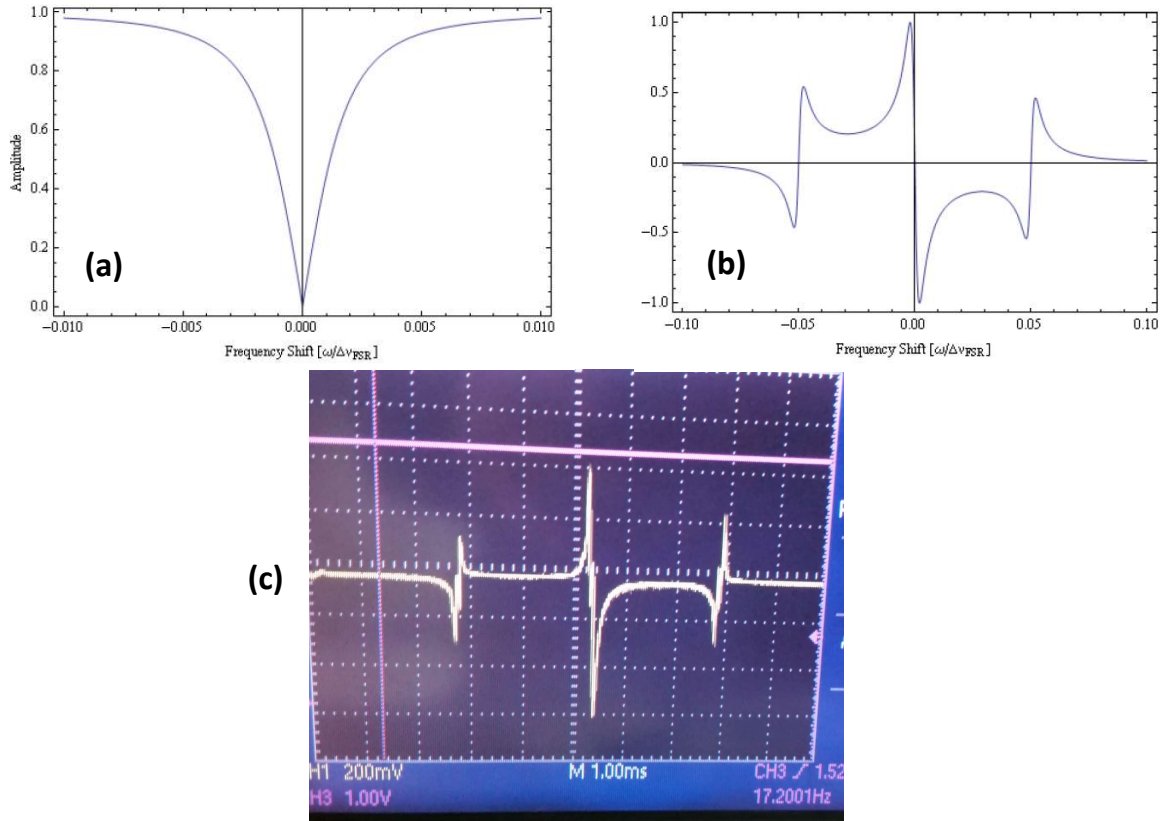 1.0
0.8
0.6
0.4
0.2
0.0
Amplitude
(a)
−0.010 −0.005 0.000 0.005 0.010
Frequency Shift [ω/Δν_FSR]
1.0
0.5
0.0
−0.5
−1.0
(b)
−0.10 −0.05 0.00 0.05 0.10
Frequency Shift [ω/Δν_FSR]
(c)
H1 200mV M 1.00ms CH3 ∫ 1.52
H3 1.00V 17.2001Hz